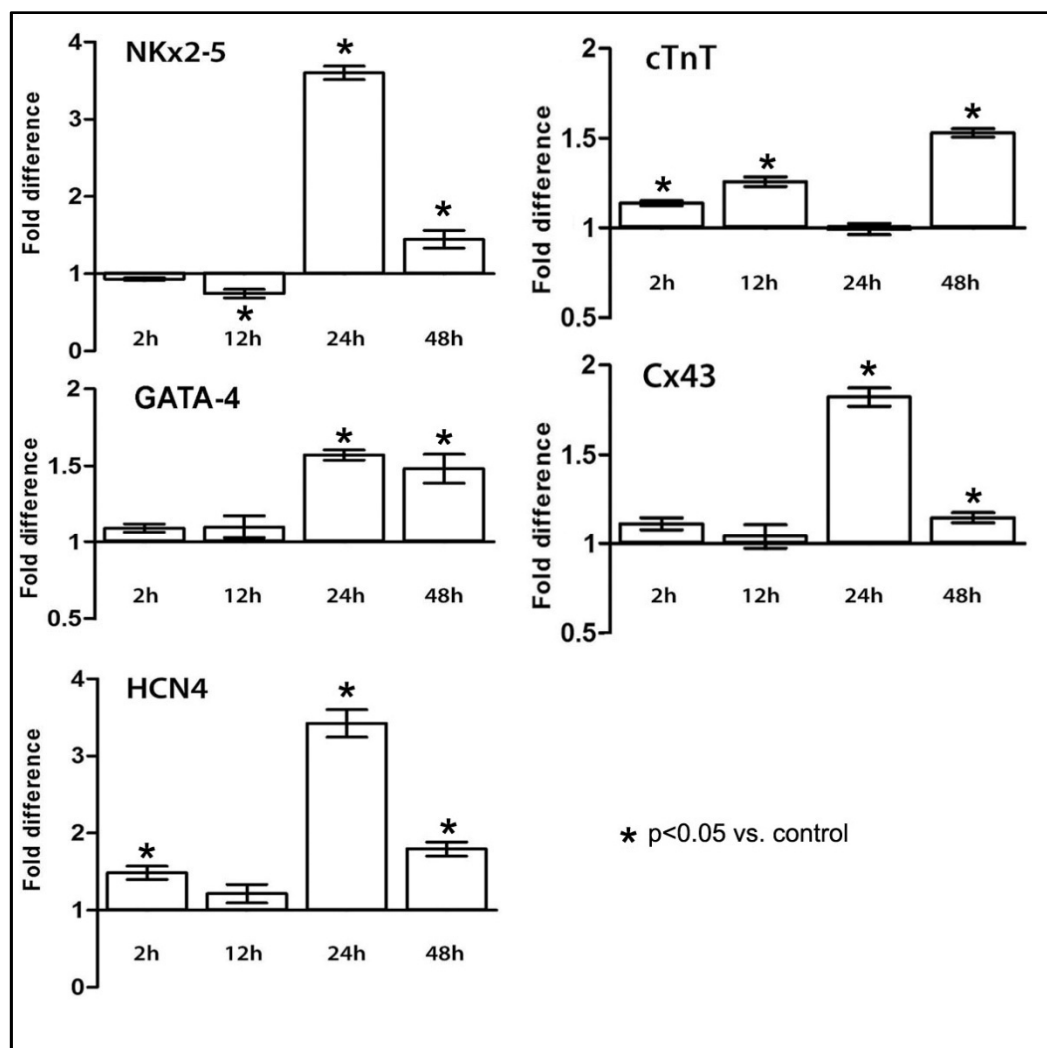 NKx2-5
Fold difference
4
3
2
1
0
*
*
*
2h
12h
24h
48h
cTnT
Fold difference
2
1.5
1
0.5
*
*
*
2h
12h
24h
48h
GATA-4
Fold difference
2
1.5
1
0.5
*
*
2h
12h
24h
48h
Cx43
Fold difference
2
1.5
1
0.5
*
*
2h
12h
24h
48h
HCN4
Fold difference
4
3
2
1
0
*
*
*
2h
12h
24h
48h
* p<0.05 vs. control